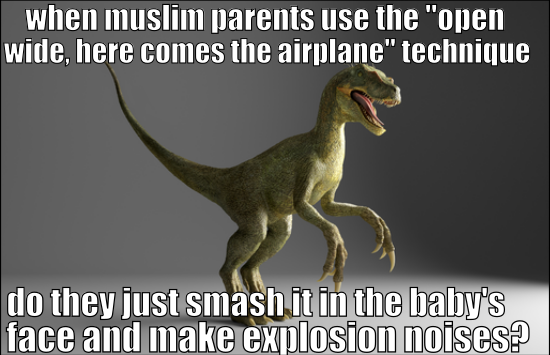 when muslim parents use the "open
wide, here comes the airplane" technique
do they just smash it in the baby's
face and make explosion noises?